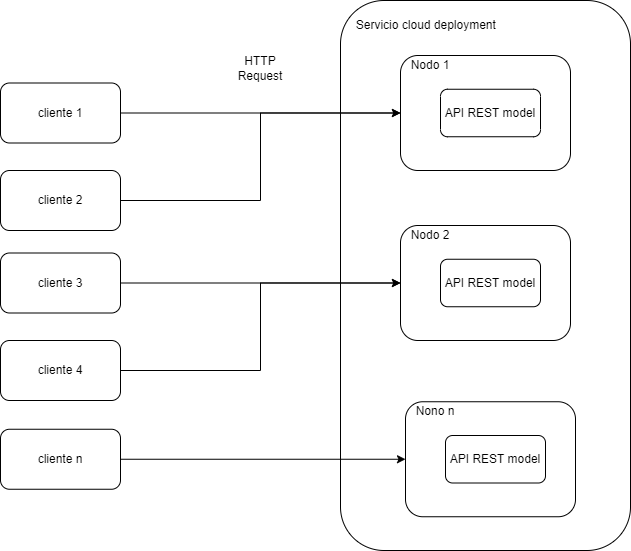 Servicio cloud deployment
HTTP
Request
Nodo 1
cliente 1
API REST model
cliente 2
Nodo 2
cliente 3
API REST model
cliente 4
Nono n
cliente n
API REST model